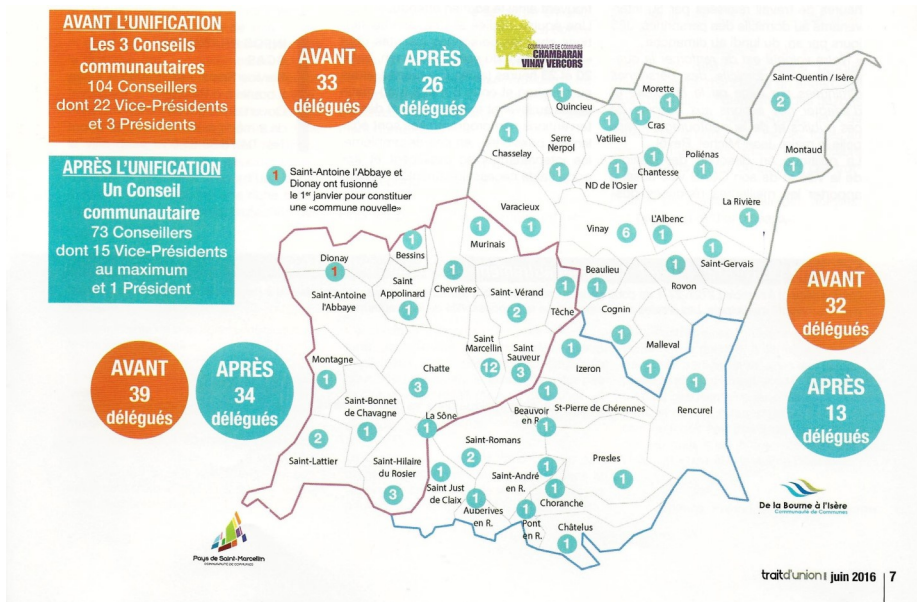 AVANT L'UNIFICATION
Les 3 Conseils
communautaires
104 Conseillers
dont 22 Vice-Présidents
et 3 Présidents
APRÈS L'UNIFICATION
Un Conseil
communautaire
73 Conseillers
dont 15 Vice-Présidents
au maximum
et 1 Président
AVANT
33
délégués
APRÈS
26
délégués
COMMUNAUTÉ DE COMMUNES
CHAMBARAN
VINAY VERCORS
1
Saint-Antoine l'Abbaye et
Dionay ont fusionné
le 1er janvier pour constituer
une «commune nouvelle»
Saint-Quentin / Isère
2
Morette
1
1
Quincieu
1
Cras
1
Vatilieu
1
Chasselay
Serre
Nerpol
1
Montaud
1
1
Chantesse
Poliénas
1
1
ND de l'Osier
La Rivière
1
Varacieux
1
Vinay
6
L'Albenc
1
1
Saint-Gervais
1
Rovon
1
Murinais
1
Bessins
Dionay
1
Saint-Antoine
l'Abbaye
Saint
Appolinard
1
1
Chevrières
Saint-Vérand
2
1
Têche
Beaulieu
1
Cognin
1
Malleval
1
AVANT
32
délégués
APRÈS
13
délégués
AVANT
39
délégués
APRÈS
34
délégués
Montagne
1
Chatte
3
Saint
Marcellin
12
Saint
Sauveur
3
1
Izeron
1
Rencurel
Saint-Bonnet
de Chavagne
1
La Sône
1
1
Beauvoir
en R.
1
St-Pierre de Chérennes
2
Saint-Lattier
Saint-Hilaire
du Rosier
3
Saint-Romans
2
1
Saint Just
de Claix
Saint-André
en R.
1
Presles
1
1
Auberives
en R.
1
Choranche
1
Pont
en R.
Châtelus
1
De la Bourne à l'Isère
Communauté de Communes
Pays de Saint-Marcellin
COMMUNAUTÉ DE COMMUNES
trait d'union juin 2016 | 7